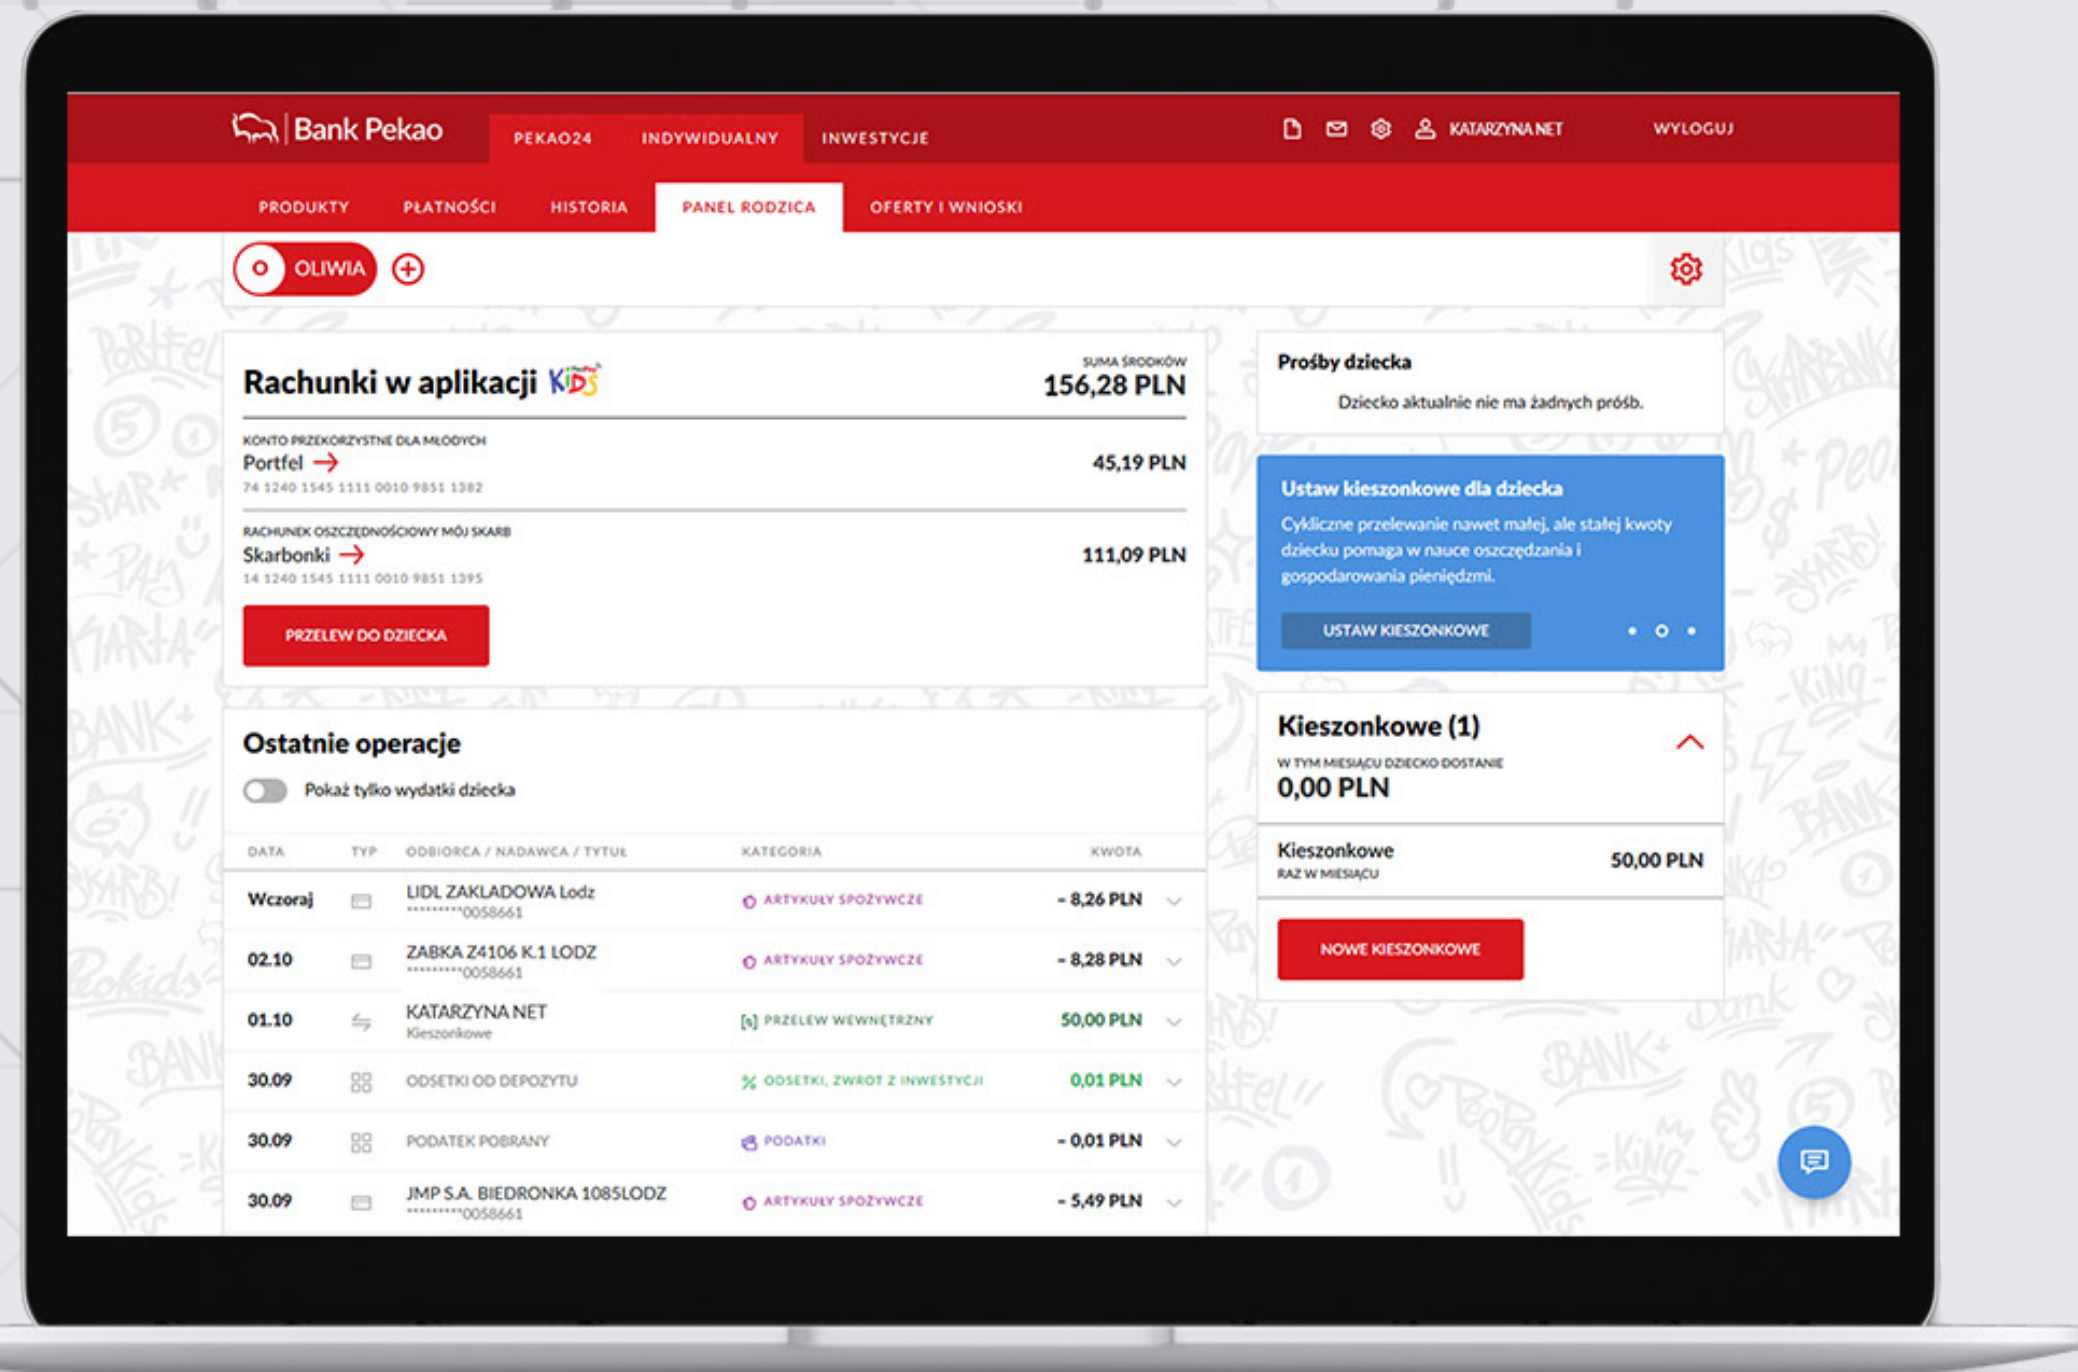 Bank Pekao
PEKAO24 INDYWIDUALNY INWESTYCJE
KATARZYNA NET WYLOGUJ
PRODUKTY PŁATNOŚCI HISTORIA PANEL RODZICA OFERTY I WNIOSKI
O OLIWIA
Rachunki w aplikacji KiDS
SUMA ŚRODKÓW
156,28 PLN
KONTO PRZEKORZYSTNE DLA MŁODYCH
Portfel
45,19 PLN
74 1240 1545 1111 0010 9851 1382
RACHUNEK OSZCZĘDNOŚCIOWY MÓJ SKARB
Skarbonki
111,09 PLN
14 1240 1545 1111 0010 9851 1395
PRZELEW DO DZIECKA
Prośby dziecka
Dziecko aktualnie nie ma żadnych próśb.
Ustaw kieszonkowe dla dziecka
Cykliczne przelewanie nawet małej, ale stałej kwoty
dziecku pomaga w nauce oszczędzania i
gospodarowania pieniędzmi.
USTAW KIESZONKOWE
Ostatnie operacje
Pokaż tylko wydatki dziecka
DATA TYP ODBIORCA / NADAWCA / TYTUŁ KATEGORIA KWOTA
Wczoraj LIDL ZAKLADOWA Lodz ARTYKUŁY SPOŻYWCZE - 8,26 PLN
*********0058661
02.10 ZABKA Z4106 K.1 LODZ ARTYKUŁY SPOŻYWCZE - 8,28 PLN
*********0058661
01.10 KATARZYNA NET PRZELEW WEWNĘTRZNY 50,00 PLN
Kieszonkowe
30.09 ODSETKI OD DEPOZYTU ODSETKI, ZWROT Z INWESTYCJI 0,01 PLN
30.09 PODATEK POBRANY PODATKI - 0,01 PLN
30.09 JMP S.A. BIEDRONKA 1085LODZ ARTYKUŁY SPOŻYWCZE - 5,49 PLN
*********0058661
Kieszonkowe (1)
W TYM MIESIĄCU DZIECKO DOSTANIE
0,00 PLN
Kieszonkowe 50,00 PLN
RAZ W MIESIĄCU
NOWE KIESZONKOWE